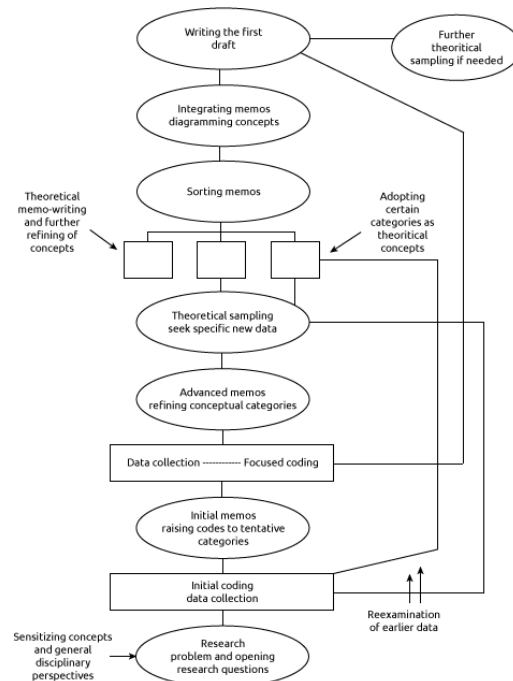 Writing the first
draft
Further
theoritical
sampling if needed
Integrating memos
diagramming concepts
Sorting memos
Theoretical
memo-writing
and further
refining of
concepts
Adopting
certain
categories as
theoritical
concepts
Theoretical sampling
seek specific new data
Advanced memos
refining conceptual categories
Data collection ------------ Focused coding
Initial memos
raising codes to tentative
categories
Initial coding
data collection
Reexamination
of earlier data
Sensitizing concepts
and general
disciplinary
perspectives
Research
problem and opening
research questions